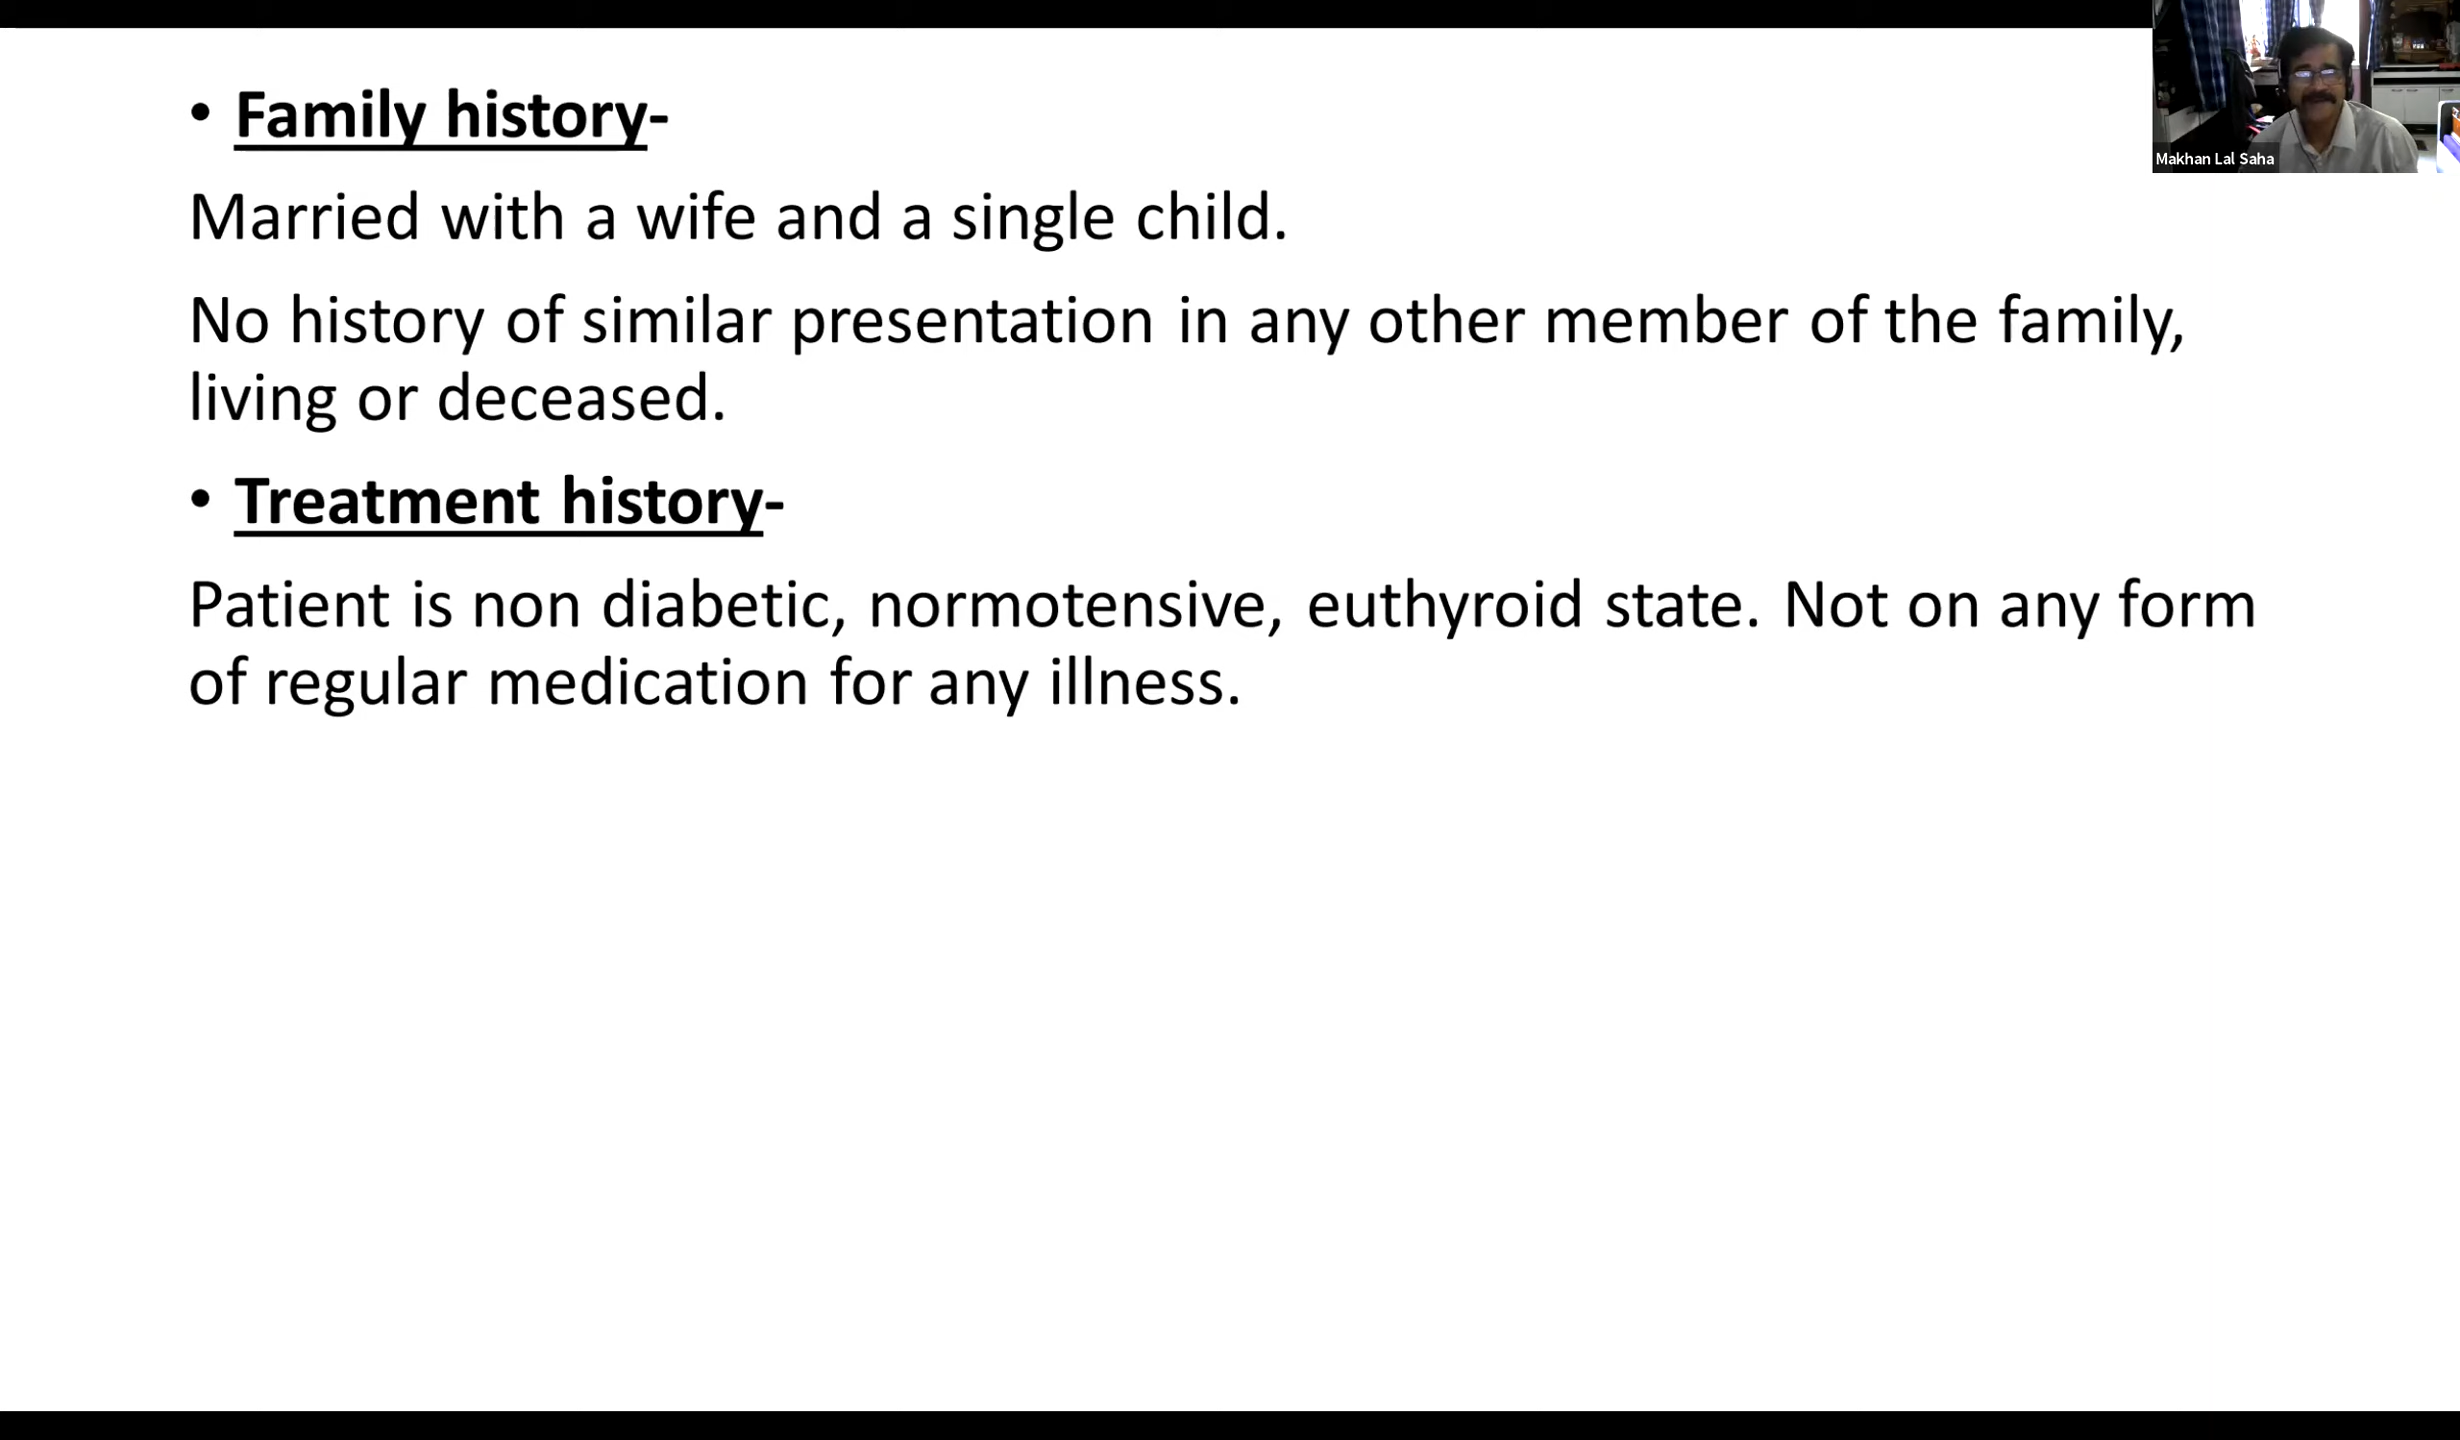 • Family history-
Married with a wife and a single child.
No history of similar presentation in any other member of the family,
living or deceased.
• Treatment history-
Patient is non diabetic, normotensive, euthyroid state. Not on any form
of regular medication for any illness.
Makhan Lal Saha